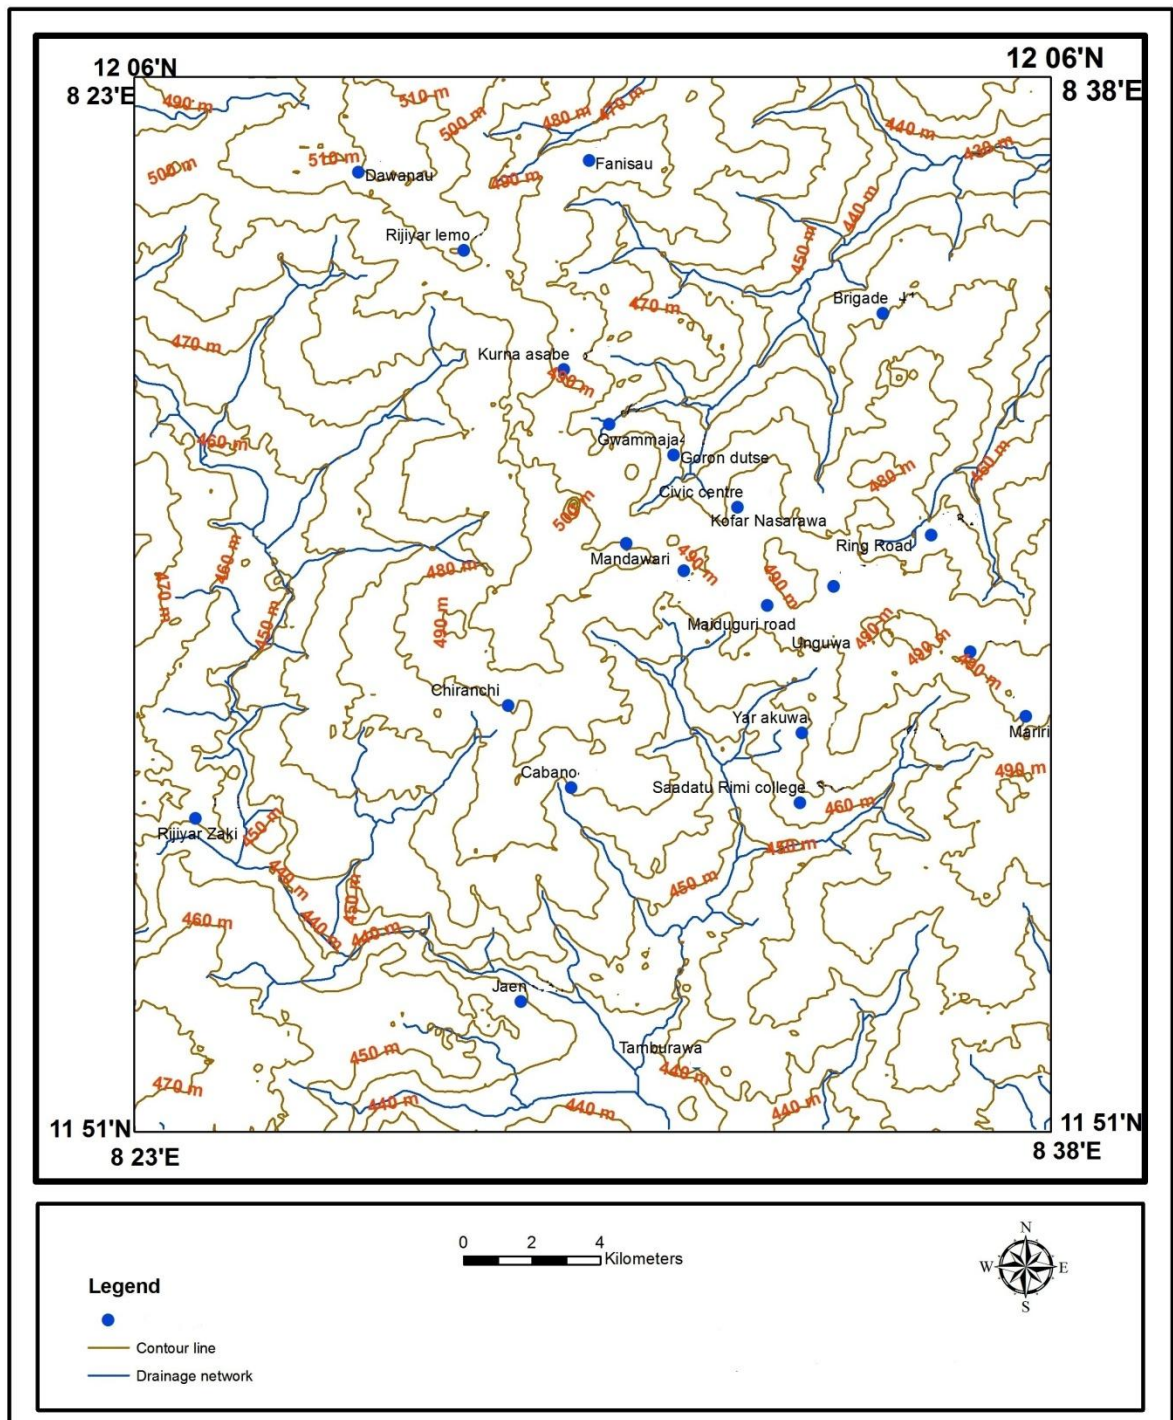 12 06'N
8 23'E
12 06'N
8 38'E
490 m
510 m
500 m
480 m
470 m
440 m
430 m
500 m
510 m
Dawanau
490 m
Fanisau
440 m
Rijiyar lemo
450 m
470 m
Brigade
470 m
Kurna asabe
490 m
460 m
Gwammaja
Goron dutse
460 m
480 m
Civic centre
500 m
Kofar Nasarawa
Ring Road
460 m
Mandawari
490 m
490 m
480 m
470 m
490 m
450 m
Maiduguri road
Unguwa
490 m
490 m
480 m
Chiranchi
Yar akuwa
Mariri
Cabano
Saadatu Rimi college
490 m
460 m
Rijiyar Zaki
450 m
450 m
440 m
450 m
450 m
460 m
440 m
440 m
Jaen
Tamburawa
450 m
440 m
470 m
440 m
440 m
440 m
11 51'N
8 23'E
11 51'N
8 38'E
0 2 4
Kilometers
N
W E
S
Legend
Contour line
Drainage network